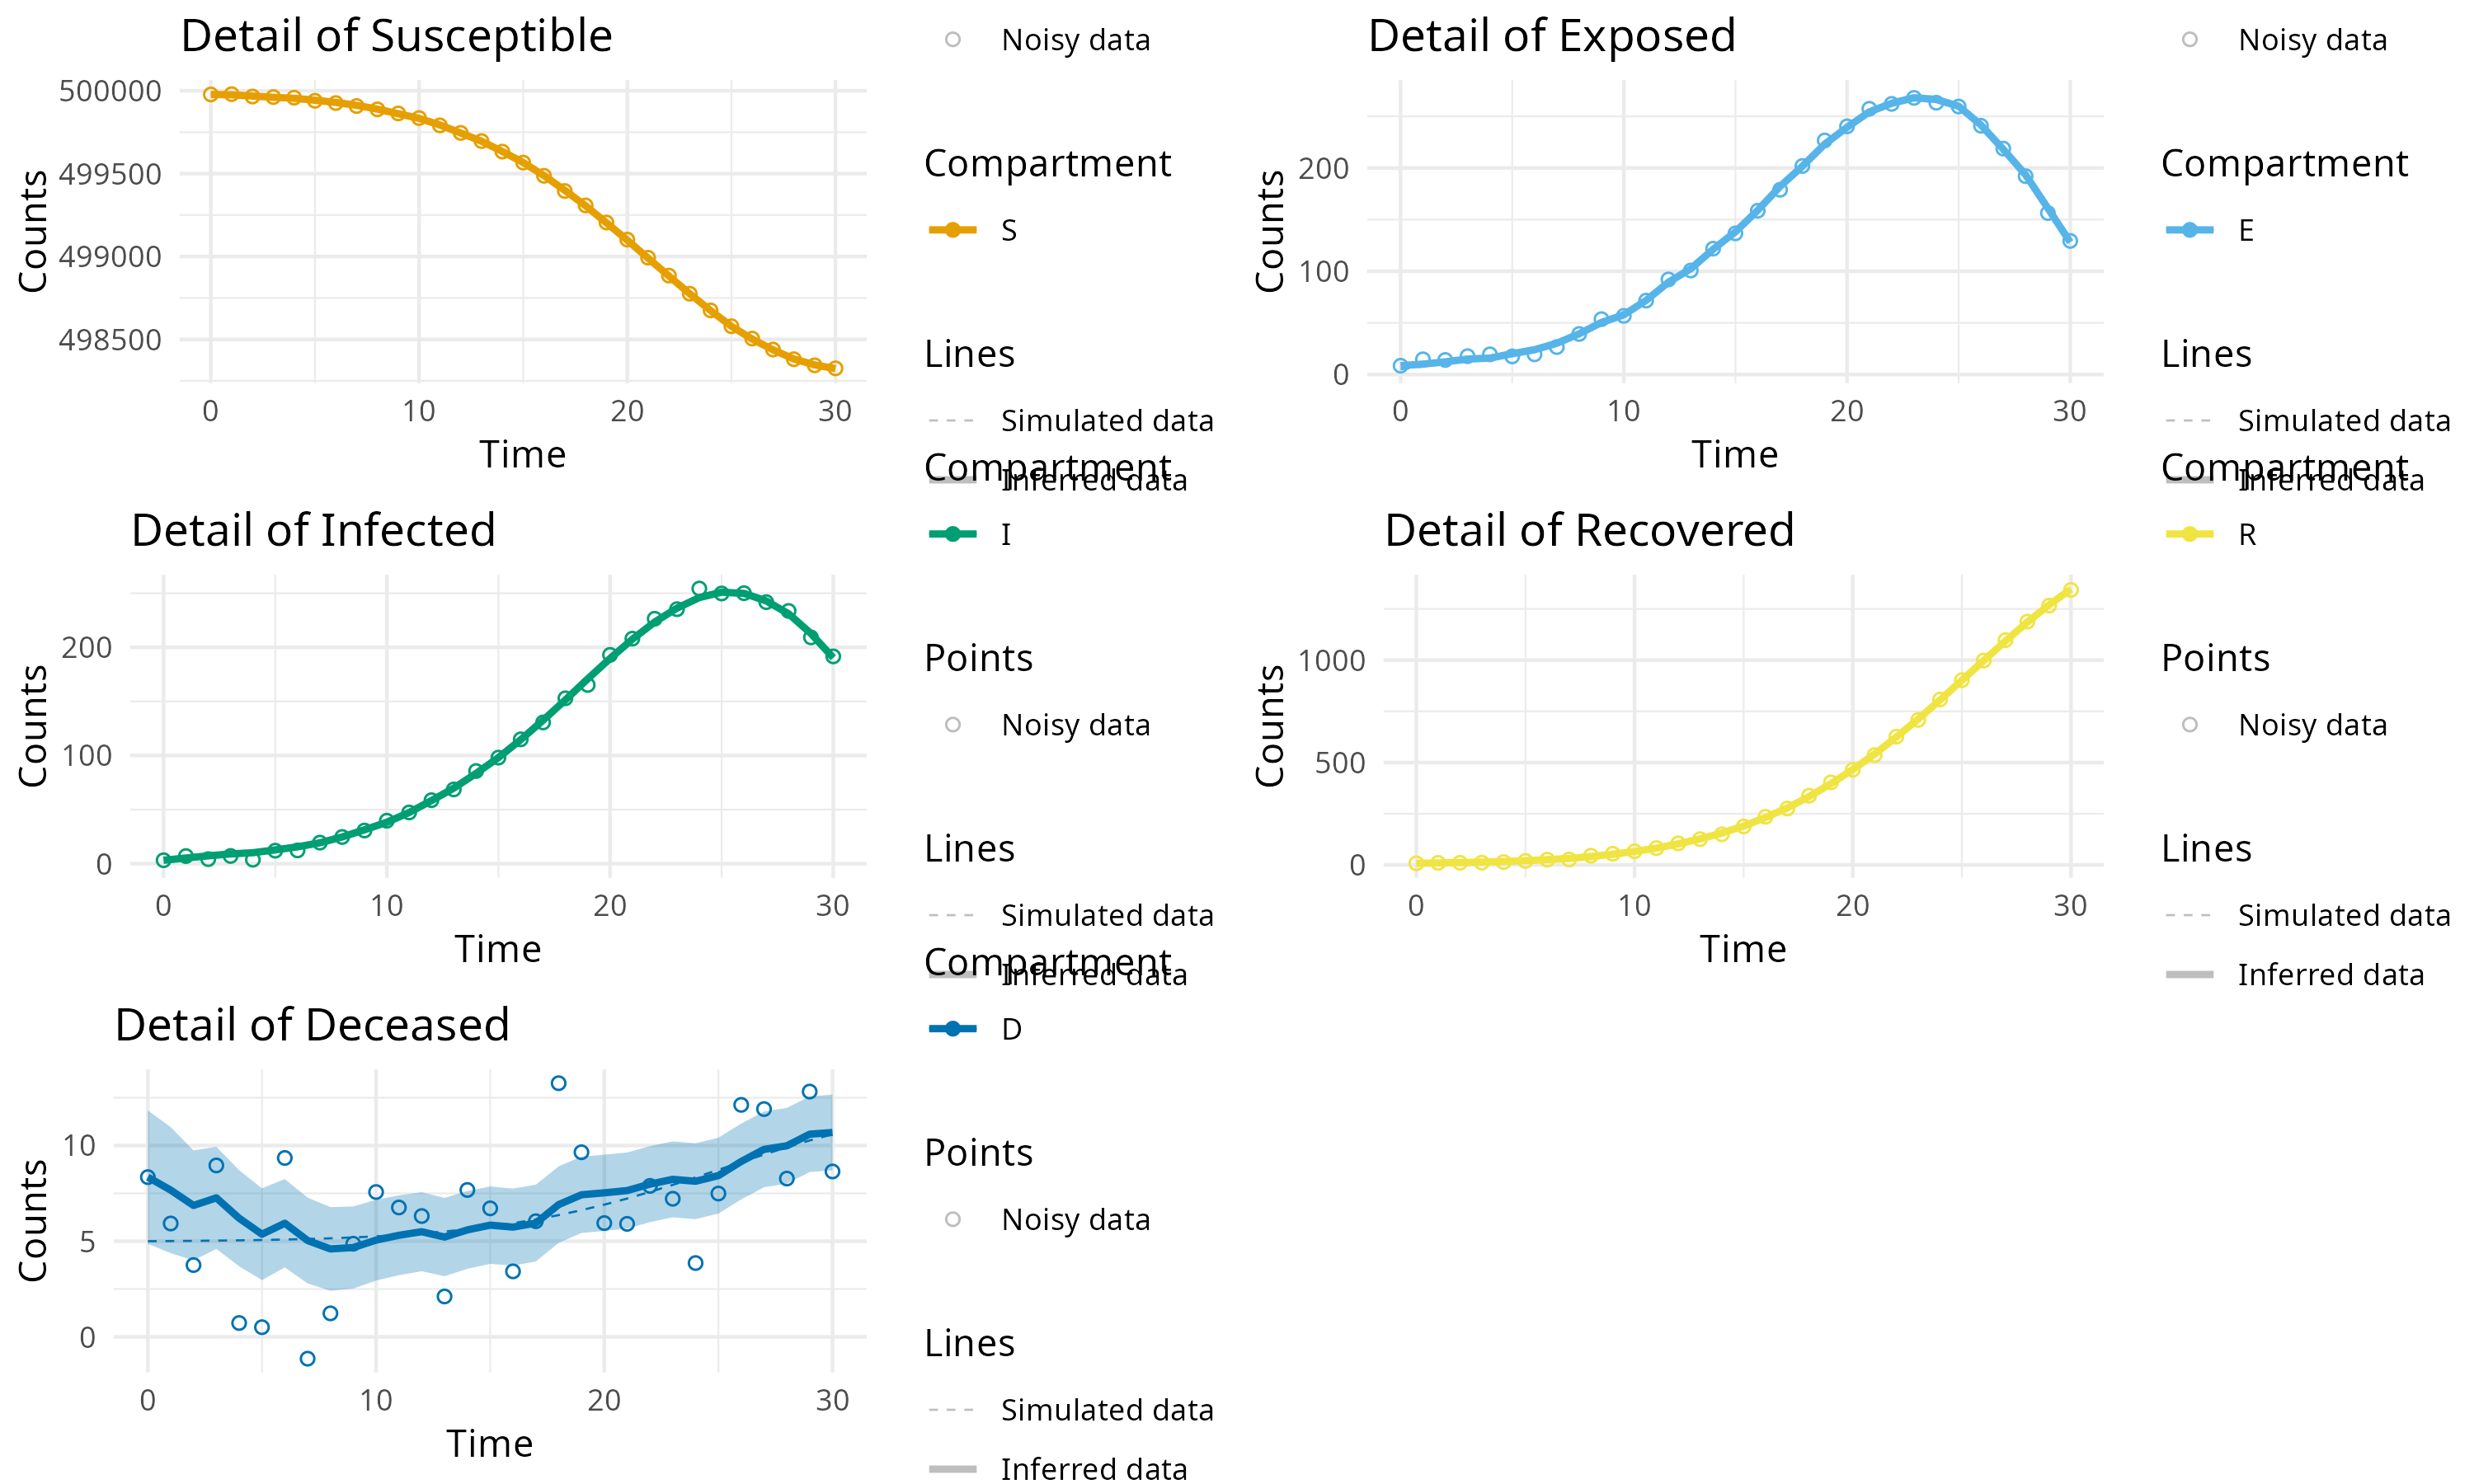 Detail of Susceptible
Counts
500000
499500
499000
498500
0 10 20 30
Time
Noisy data
Compartment
S
Lines
Simulated data
Inferred data
Detail of Exposed
Counts
200
100
0
0 10 20 30
Time
Noisy data
Compartment
E
Lines
Simulated data
Inferred data
Detail of Infected
Counts
200
100
0
0 10 20 30
Time
Compartment
I
Points
Noisy data
Lines
Simulated data
Inferred data
Detail of Recovered
Counts
1000
500
0
0 10 20 30
Time
Compartment
R
Points
Noisy data
Lines
Simulated data
Inferred data
Detail of Deceased
Counts
10
5
0
0 10 20 30
Time
Compartment
D
Points
Noisy data
Lines
Simulated data
Inferred data